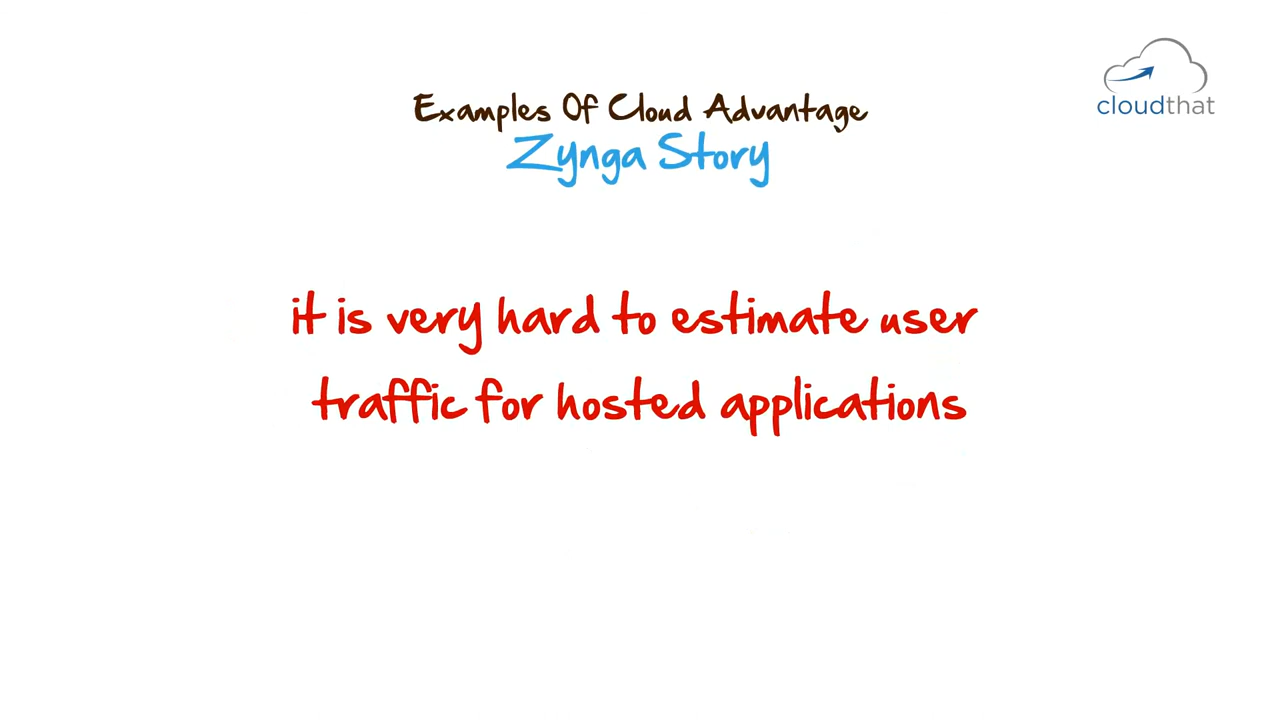 Examples Of Cloud Advantage
Zynga Story
cloudthat
it is very hard to estimate user
traffic for hosted applications